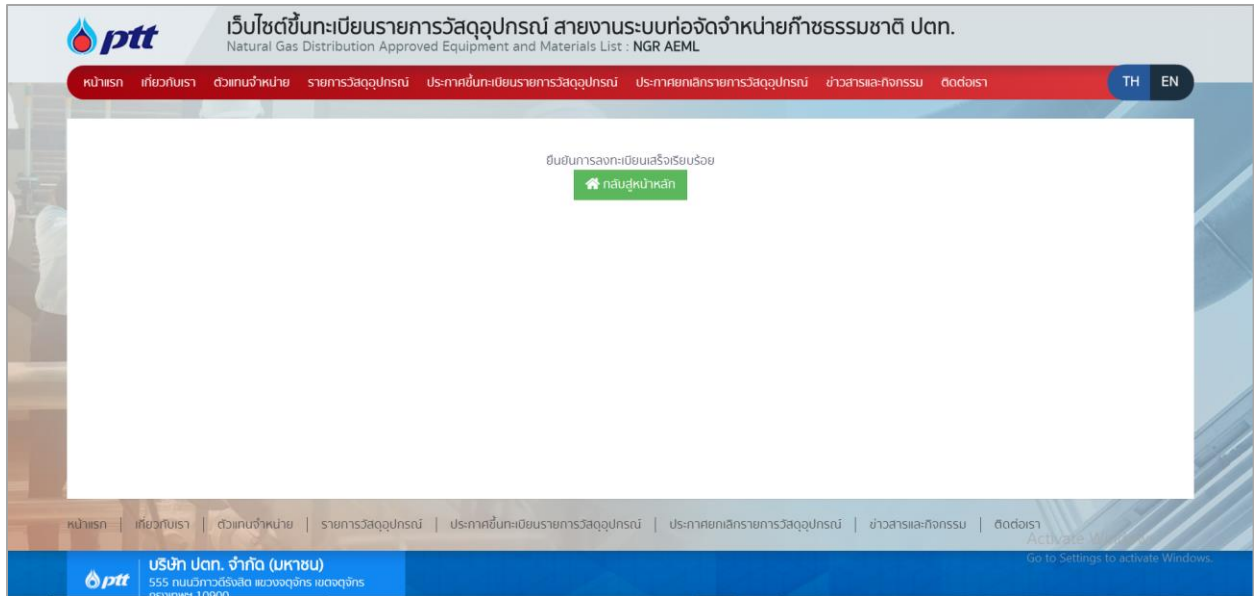 ptt
เว็บไซต์ขึ้นทะเบียนรายการวัสดุอุปกรณ์ สายงานระบบท่อจัดจำหน่ายก๊าซธรรมชาติ ปตท.
Natural Gas Distribution Approved Equipment and Materials List : NGR AEML
หน้าแรก เกี่ยวกับเรา ตัวแทนจำหน่าย รายการวัสดุอุปกรณ์ ประกาศขึ้นทะเบียนรายการวัสดุอุปกรณ์ ประกาศยกเลิกรายการวัสดุอุปกรณ์ ข่าวสารและกิจกรรม ติดต่อเรา TH EN
ยืนยันการลงทะเบียนเสร็จเรียบร้อย
กลับสู่หน้าหลัก
หน้าแรก | เกี่ยวกับเรา | ตัวแทนจำหน่าย | รายการวัสดุอุปกรณ์ | ประกาศขึ้นทะเบียนรายการวัสดุอุปกรณ์ | ประกาศยกเลิกรายการวัสดุอุปกรณ์ | ข่าวสารและกิจกรรม | ติดต่อเรา
Activate Windows
Go to Settings to activate Windows.
ptt
บริษัท ปตท. จำกัด (มหาชน)
555 ถนนวิภาวดีรังสิต แขวงจตุจักร เขตจตุจักร
กรุงเทพฯ 10900